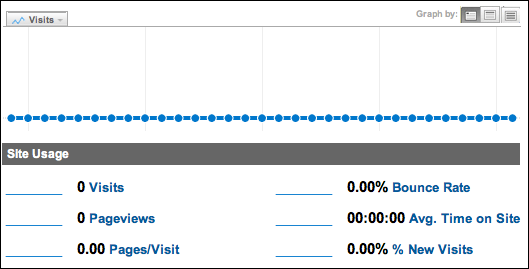 Visits
Graph by:
Site Usage
0 Visits
0.00% Bounce Rate
0 Pageviews
00:00:00 Avg. Time on Site
0.00 Pages/Visit
0.00% % New Visits